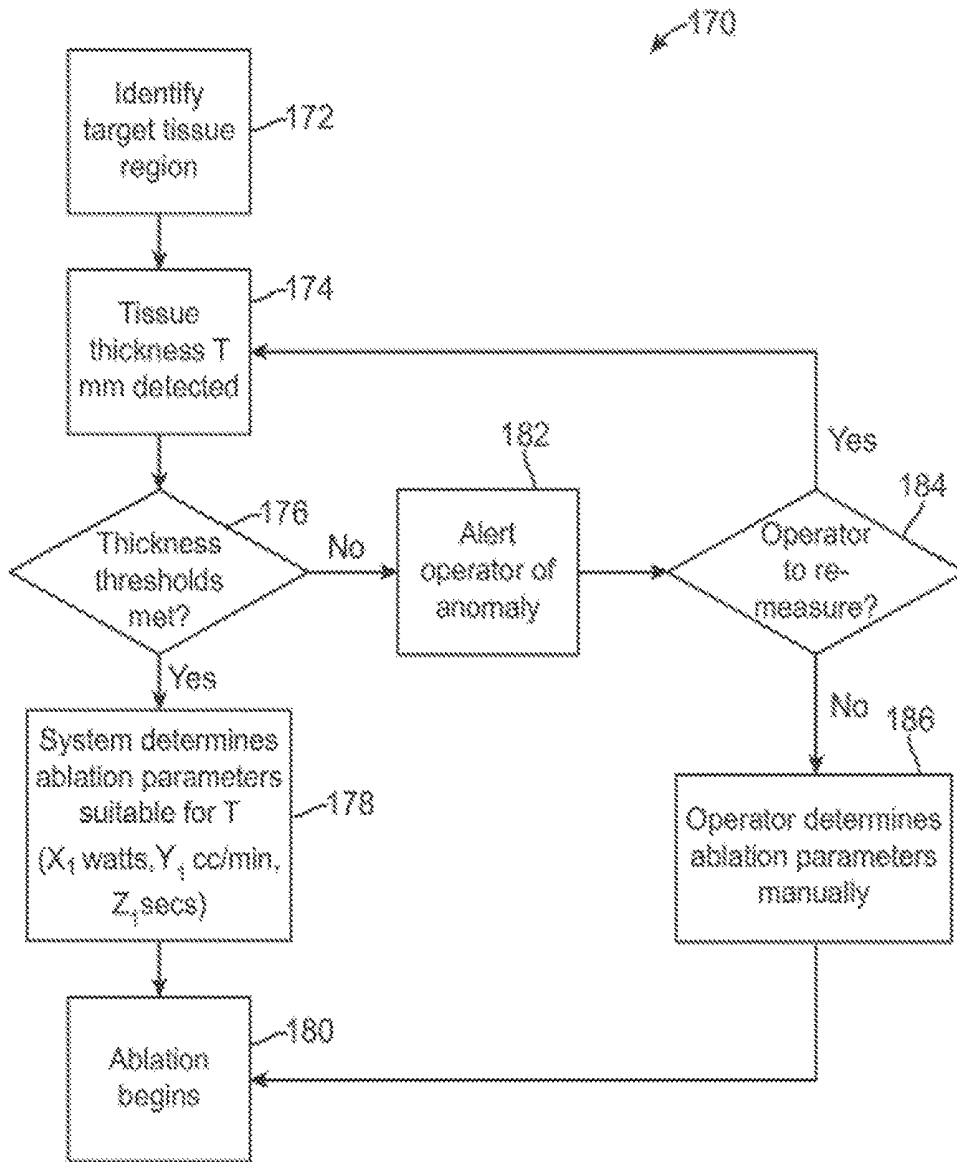 170
Identify
target tissue
region
172
174
Tissue
thickness T
mm detected
Yes
182
184
176
Thickness
thresholds
met?
No
Alert
operator of
anomaly
Operator
to re-
measure?
Yes
No
186
System determines
ablation parameters
suitable for T
(X₁ watts, Y₁ cc/min,
Z₁ secs)
178
Operator determines
ablation parameters
manually
Ablation
begins
180